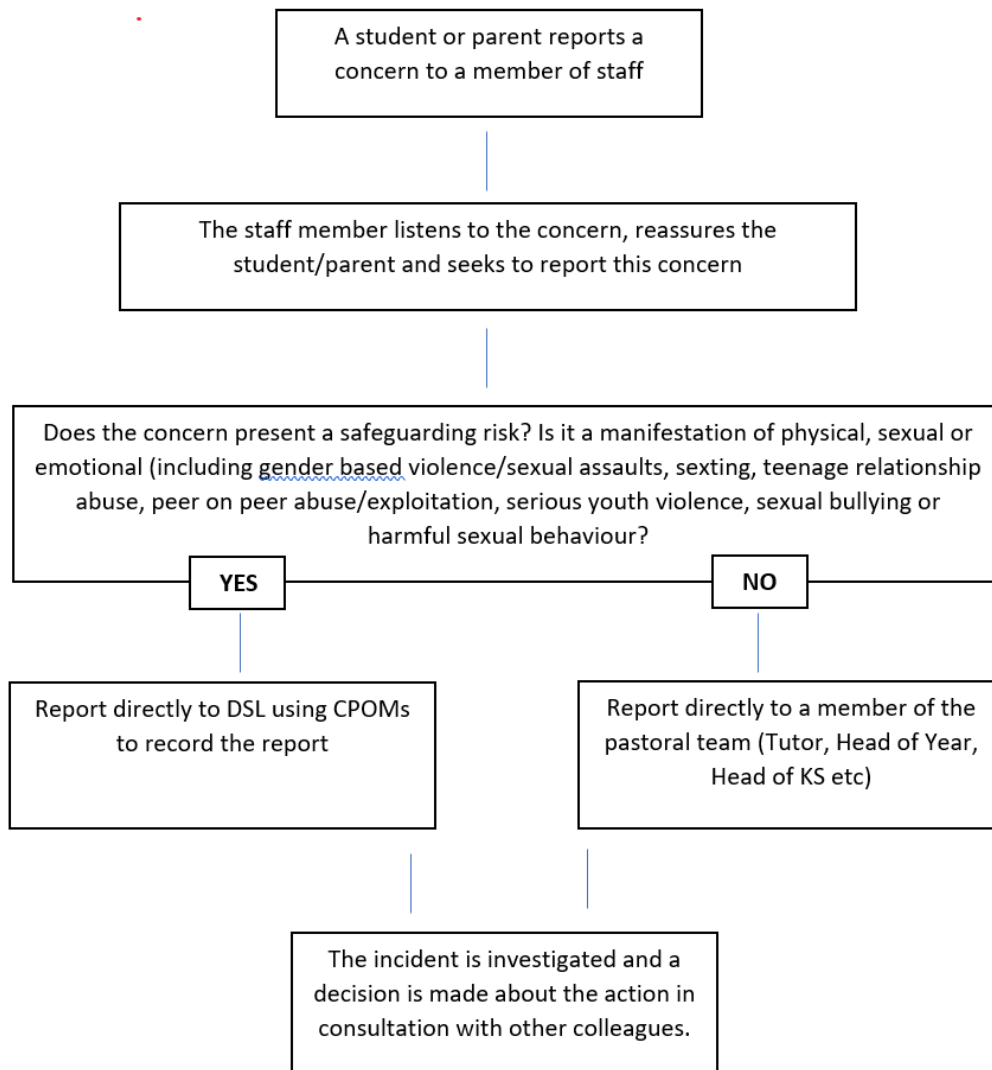 A student or parent reports a
concern to a member of staff
The staff member listens to the concern, reassures the
student/parent and seeks to report this concern
Does the concern present a safeguarding risk? Is it a manifestation of physical, sexual or
emotional (including gender based violence/sexual assaults, sexting, teenage relationship
abuse, peer on peer abuse/exploitation, serious youth violence, sexual bullying or
harmful sexual behaviour?
YES
NO
Report directly to DSL using CPOMs
to record the report
Report directly to a member of the
pastoral team (Tutor, Head of Year,
Head of KS etc)
The incident is investigated and a
decision is made about the action in
consultation with other colleagues.